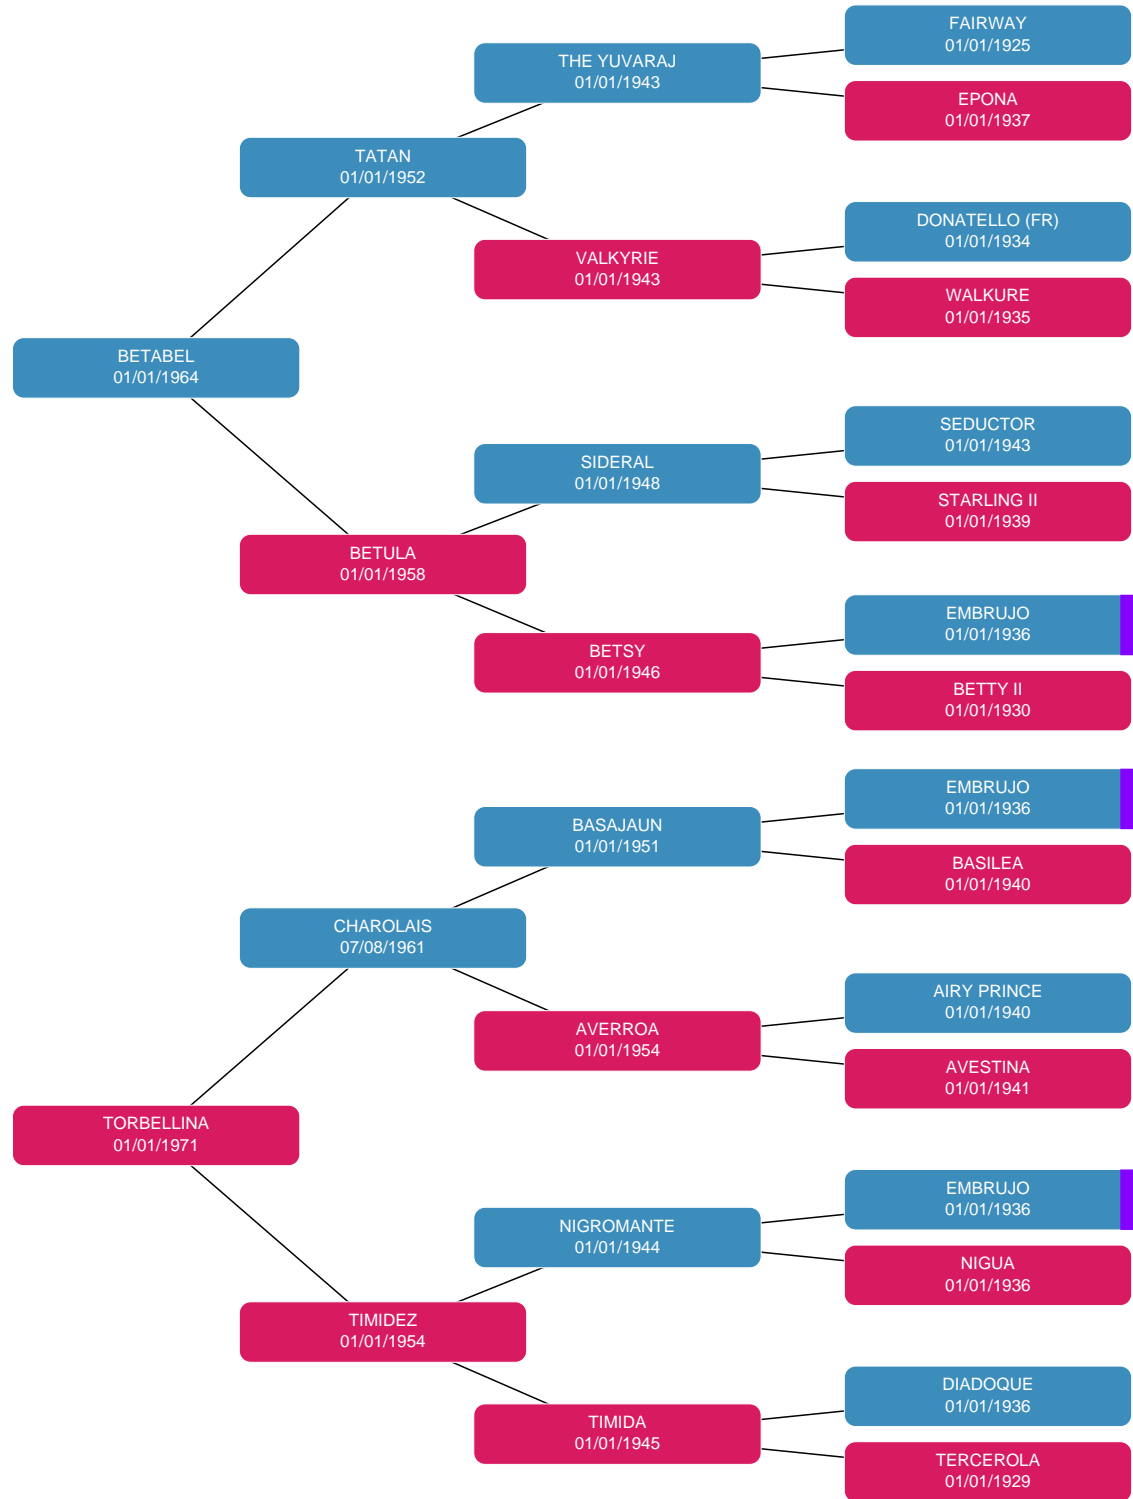 FAIRWAY
01/01/1925
THE YUVARAJ
01/01/1943
EPONA
01/01/1937
TATAN
01/01/1952
DONATELLO (FR)
01/01/1934
VALKYRIE
01/01/1943
WALKURE
01/01/1935
BETABEL
01/01/1964
SEDUCTOR
01/01/1943
SIDERAL
01/01/1948
STARLING II
01/01/1939
BETULA
01/01/1958
EMBRUJO
01/01/1936
BETSY
01/01/1946
BETTY II
01/01/1930
EMBRUJO
01/01/1936
BASAJAUN
01/01/1951
BASILEA
01/01/1940
CHAROLAIS
07/08/1961
AIRY PRINCE
01/01/1940
AVERROA
01/01/1954
AVESTINA
01/01/1941
TORBELLINA
01/01/1971
EMBRUJO
01/01/1936
NIGROMANTE
01/01/1944
NIGUA
01/01/1936
TIMIDEZ
01/01/1954
DIADOQUE
01/01/1936
TIMIDA
01/01/1945
TERCEROLA
01/01/1929